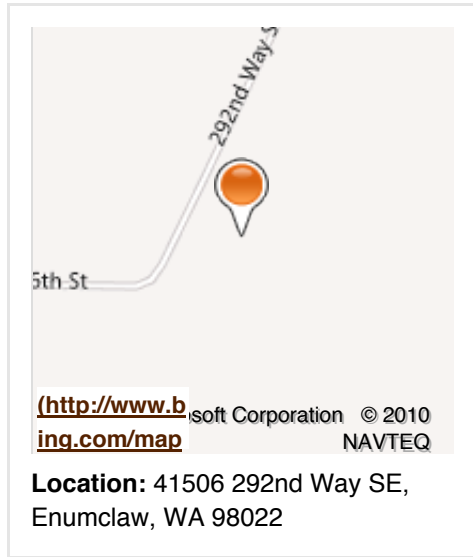 292nd Way S
5th St
(http://www.b
ing.com/map
soft Corporation © 2010
NAVTEQ
Location: 41506 292nd Way SE,
Enumclaw, WA 98022